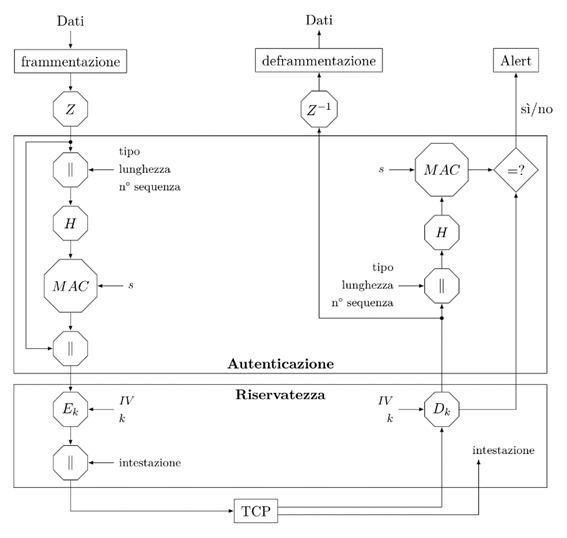 Dati
Dati
frammentazione
deframmentazione
Alert
Z
Z⁻¹
sì/no
tipo
lunghezza
n° sequenza
||
s
MAC
=?
H
H
tipo
lunghezza
n° sequenza
||
MAC
s
||
Autenticazione
Riservatezza
E_k
IV
k
IV
k
D_k
||
intestazione
intestazione
TCP